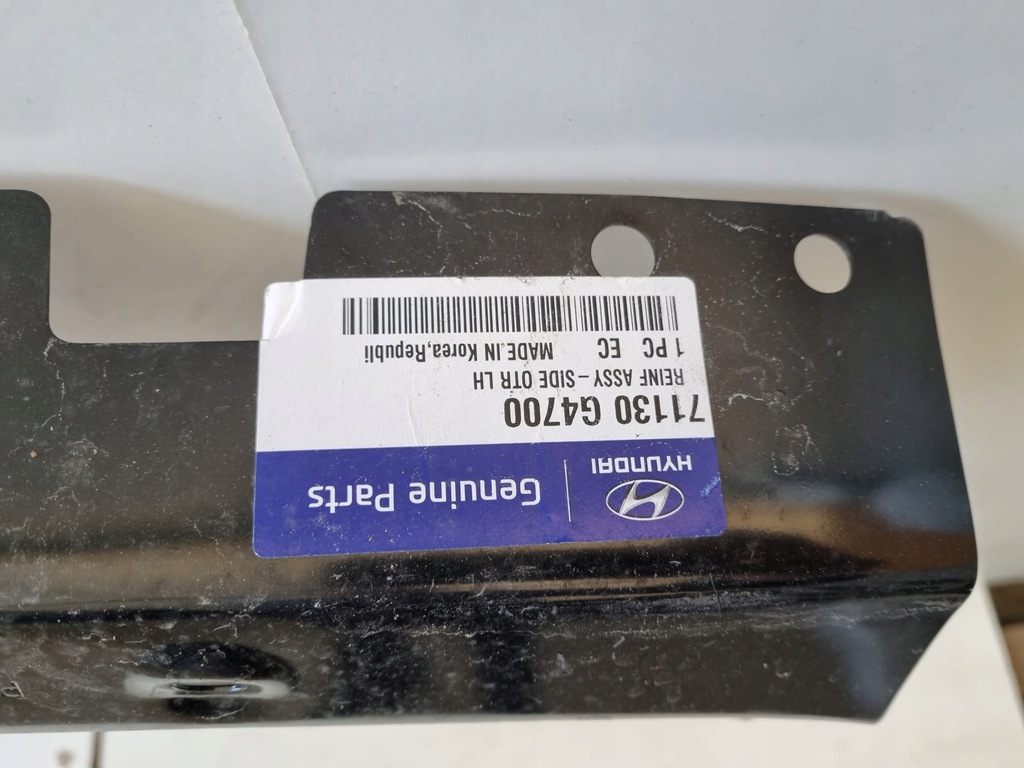 HYUNDAI Genuine Parts
71130 G4700
REINF ASSY-SIDE OTR LH
1 PC EC MADE.IN Korea,Republi